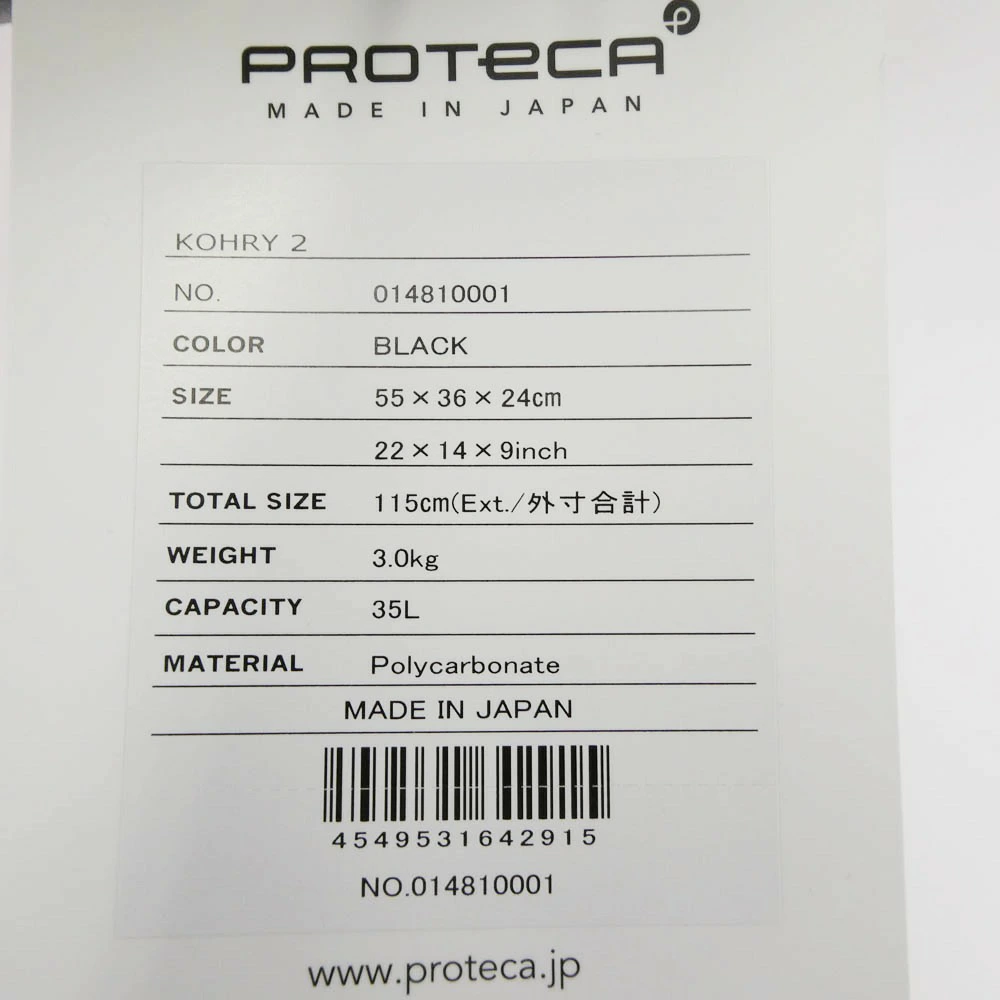 PROTECA
MADE IN JAPAN
KOHRY 2
NO. 014810001
COLOR BLACK
SIZE 55 × 36 × 24cm
22 × 14 × 9inch
TOTAL SIZE 115cm(Ext./外寸合計)
WEIGHT 3.0kg
CAPACITY 35L
MATERIAL Polycarbonate
MADE IN JAPAN
4549531642915
NO.014810001
www.proteca.jp